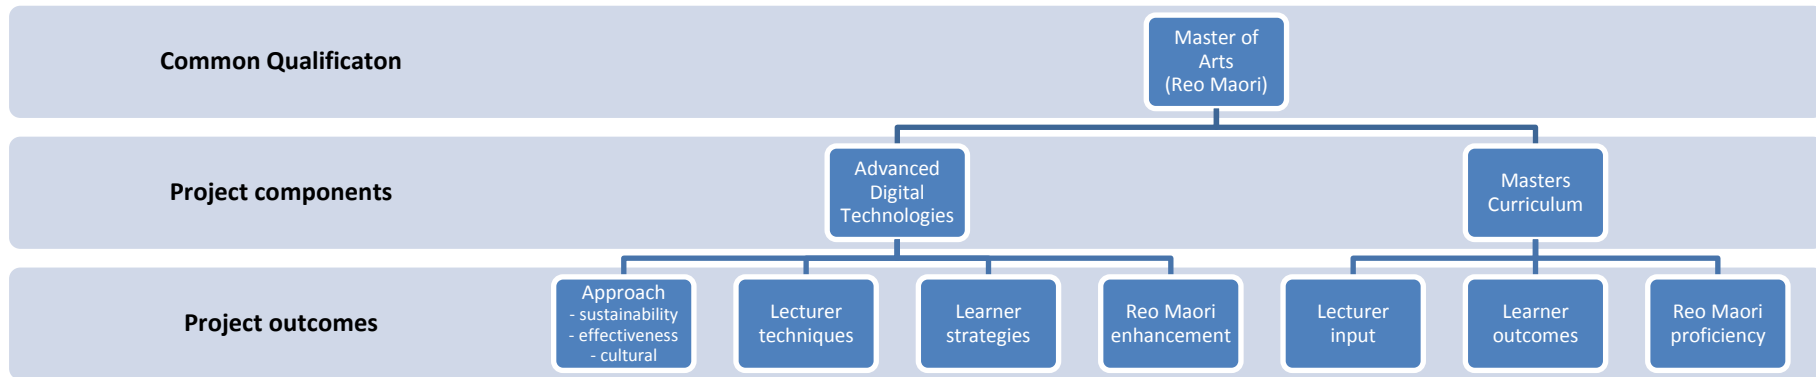 Common Qualificaton
Master of
Arts
(Reo Maori)
Project components
Advanced
Digital
Technologies
Masters
Curriculum
Project outcomes
Approach
- sustainability
- effectiveness
- cultural
Lecturer
techniques
Learner
strategies
Reo Maori
enhancement
Lecturer
input
Learner
outcomes
Reo Maori
proficiency